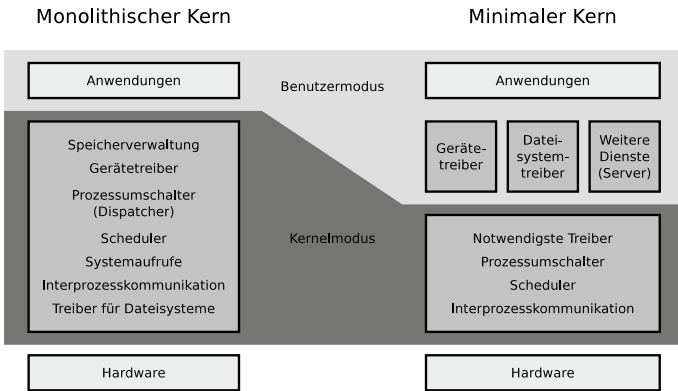 Monolithischer Kern
Minimaler Kern
Anwendungen
Benutzermodus
Anwendungen
Speicherverwaltung
Gerätetreiber
Prozessumschalter
(Dispatcher)
Scheduler
Systemaufrufe
Interprozesskommunikation
Treiber für Dateisysteme
Kernelmodus
Geräte-
treiber
Datei-
system-
treiber
Weitere
Dienste
(Server)
Notwendigste Treiber
Prozessumschalter
Scheduler
Interprozesskommunikation
Hardware
Hardware